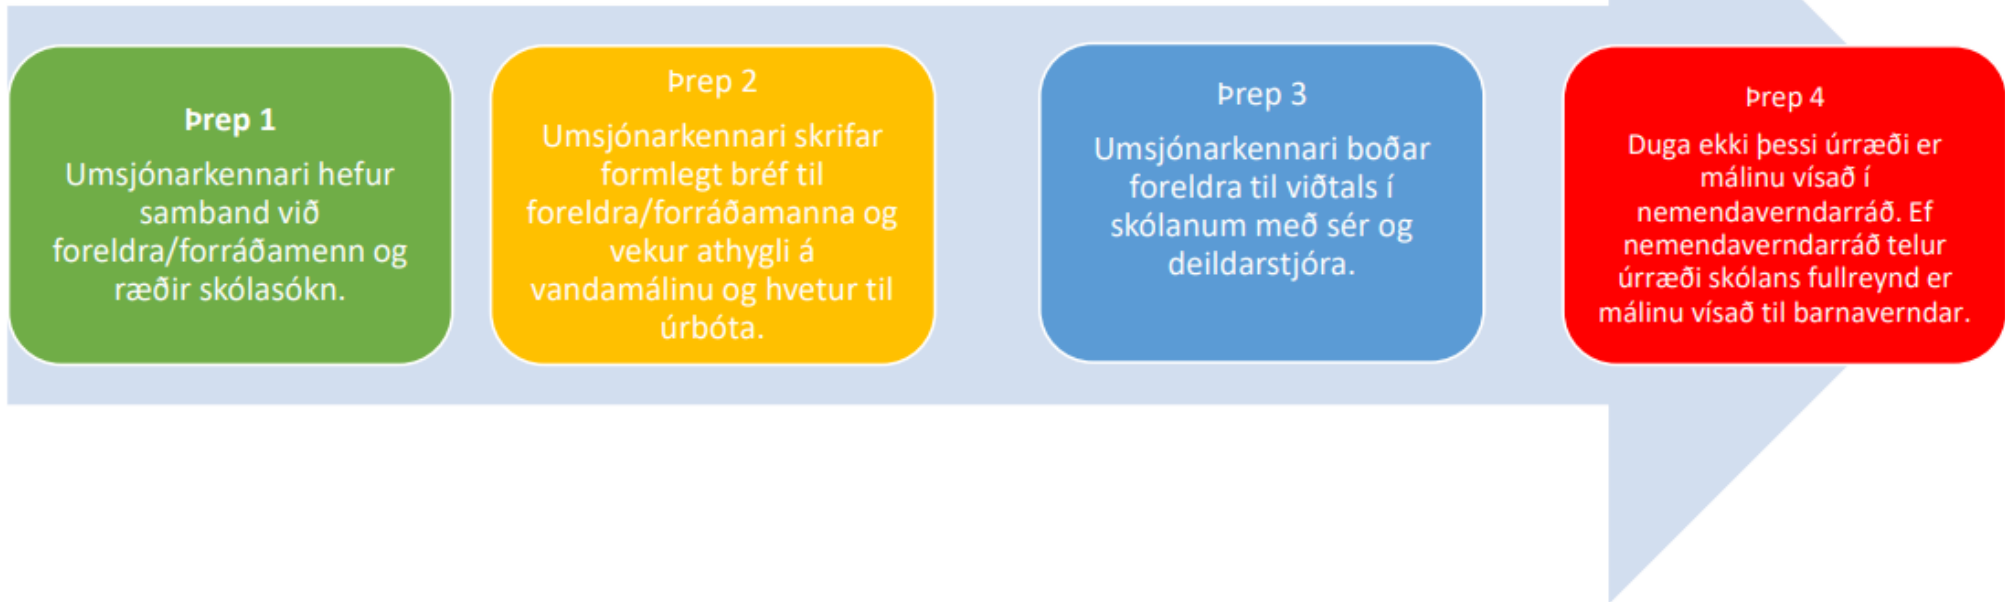 Þrep 1
Umsjónarkennari hefur
samband við
foreldra/forráðamenn og
ræðir skólasókn.
Þrep 2
Umsjónarkennari skrifar
formlegt bréf til
foreldra/forráðamanna og
vekur athygli á
vandamálinu og hvetur til
úrbóta.
Þrep 3
Umsjónarkennari boðar
foreldra til viðtals í
skólanum með sér og
deildarstjóra.
Þrep 4
Duga ekki þessi úrræði er
málinu vísað í
nemendaverndarráð. Ef
nemendaverndarráð telur
úrræði skólans fullreynd er
málinu vísað til barnaverndar.